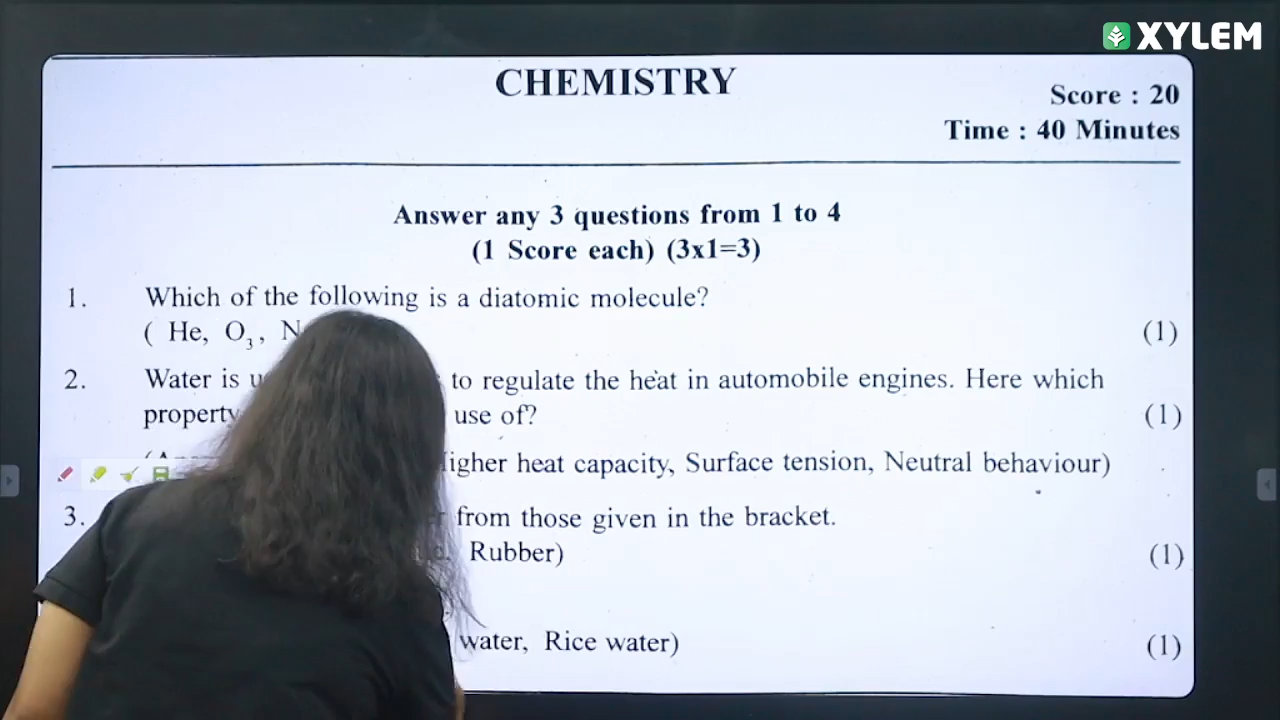 XYLEM
CHEMISTRY
Score : 20
Time : 40 Minutes
Answer any 3 questions from 1 to 4
(1 Score each) (3x1=3)
1. Which of the following is a diatomic molecule?
( He, O₃, (1)
2. Water is to regulate the heat in automobile engines. Here which
property use of? (1)
heat capacity, Surface tension, Neutral behaviour)
3. from those given in the bracket.
Rubber) (1)
water, Rice water) (1)